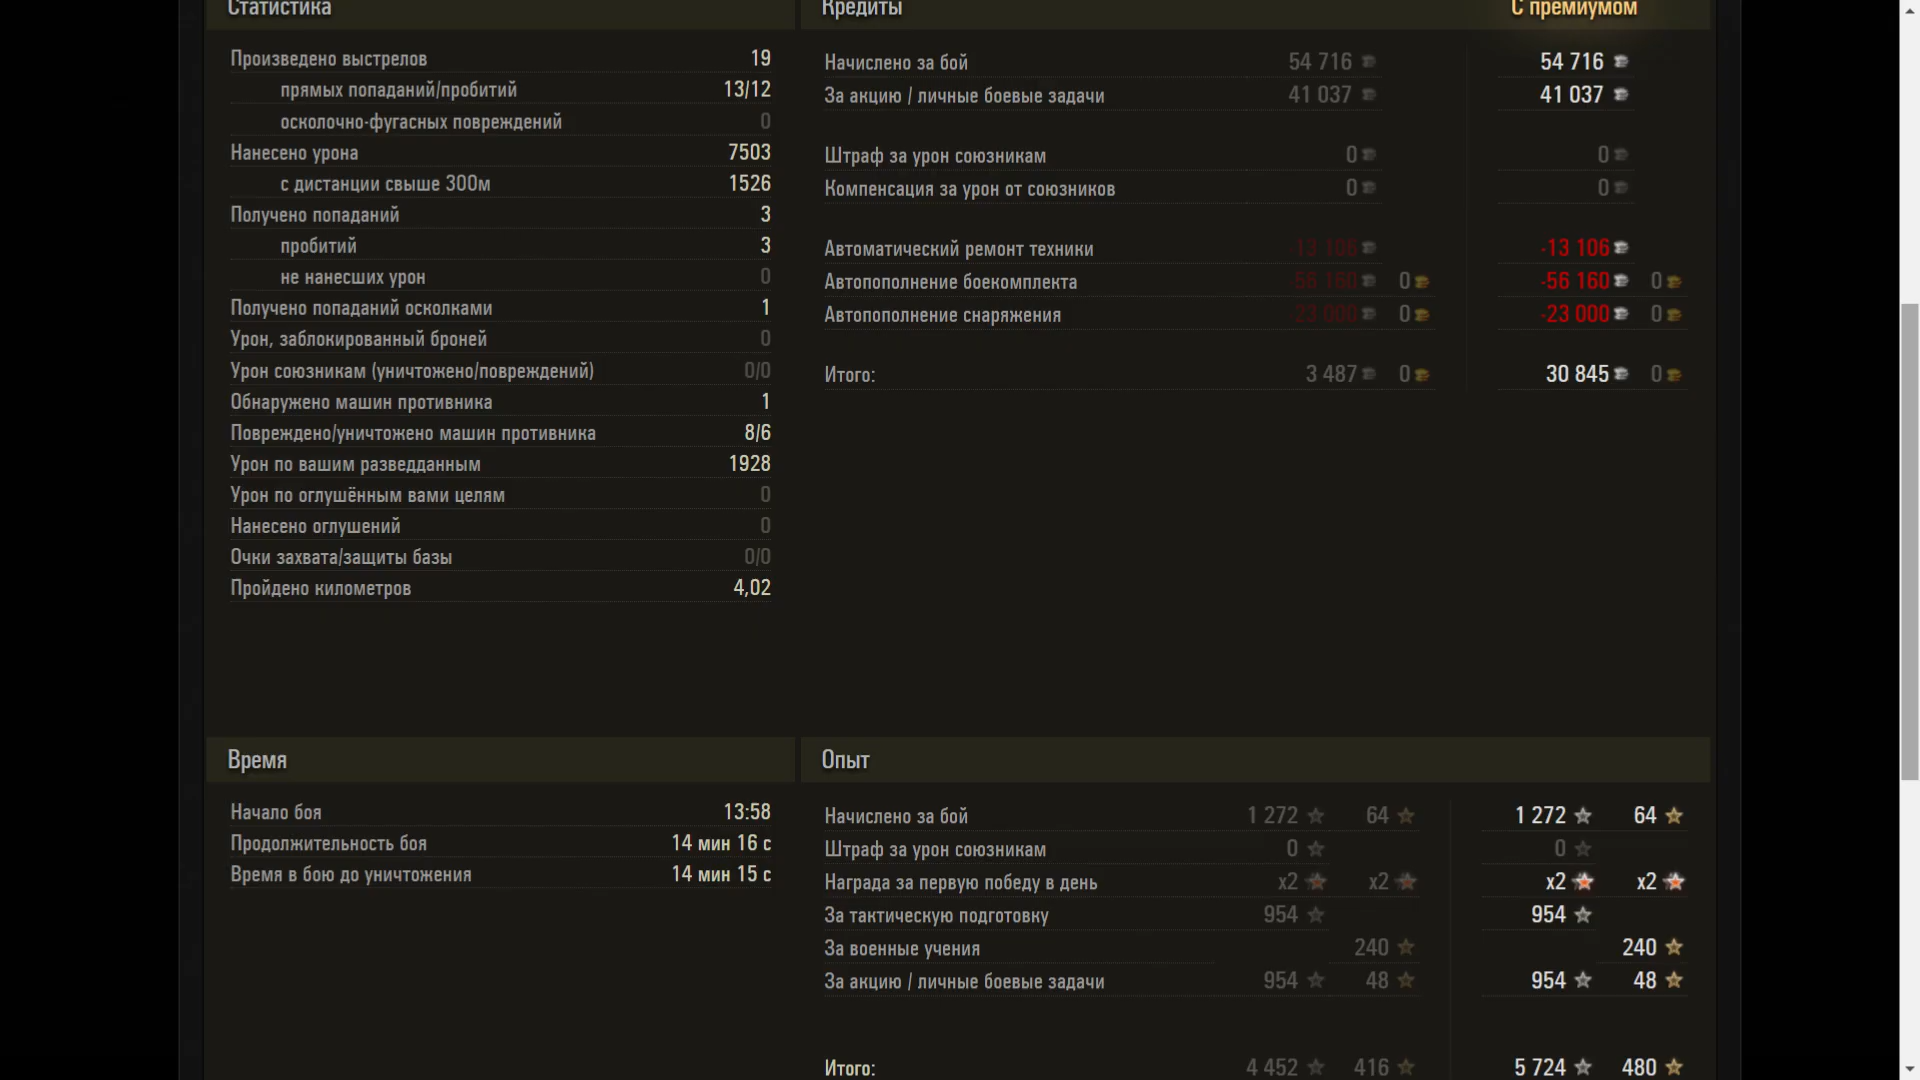 Статистика
Произведено выстрелов 19
прямых попаданий/пробитий 13/12
осколочно-фугасных повреждений 0
Нанесено урона 7503
с дистанции свыше 300м 1526
Получено попаданий 3
пробитий 3
не нанесших урон 0
Получено попаданий осколками 1
Урон, заблокированный броней 0
Урон союзникам (уничтожено/повреждений) 0/0
Обнаружено машин противника 1
Повреждено/уничтожено машин противника 8/6
Урон по вашим разведданным 1928
Урон по оглушённым вами целям 0
Нанесено оглушений 0
Очки захвата/защиты базы 0/0
Пройдено километров 4,02
Кредиты С премиумом
Начислено за бой 54 716 54 716
За акцию / личные боевые задачи 41 037 41 037
Штраф за урон союзникам 0 0
Компенсация за урон от союзников 0 0
Автоматический ремонт техники -13 106 -13 106
Автопополнение боекомплекта -56 160 0 -56 160 0
Автопополнение снаряжения -23 000 0 -23 000 0
Итого: 3 487 0 30 845 0
Время
Начало боя 13:58
Продолжительность боя 14 мин 16 с
Время в бою до уничтожения 14 мин 15 с
Опыт
Начислено за бой 1 272 64 1 272 64
Штраф за урон союзникам 0 0
Награда за первую победу в день x2 x2 x2 x2
За тактическую подготовку 954 954
За военные учения 240 240
За акцию / личные боевые задачи 954 48 954 48
Итого: 4 452 416 5 724 480